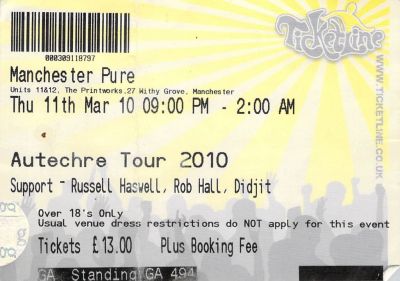 000309118797
TicketLine
WWW.TICKETLINE.CO.UK
Manchester Pure
Units 11&12, The Printworks,27 Withy Grove, Manchester
Thu 11th Mar 10 09:00 PM - 2:00 AM
Autechre Tour 2010
Support - Russell Haswell, Rob Hall, Didjit
Over 18's Only
Usual venue dress restrictions do NOT apply for this event
Tickets £13.00 Plus Booking Fee
GA Standing GA 494